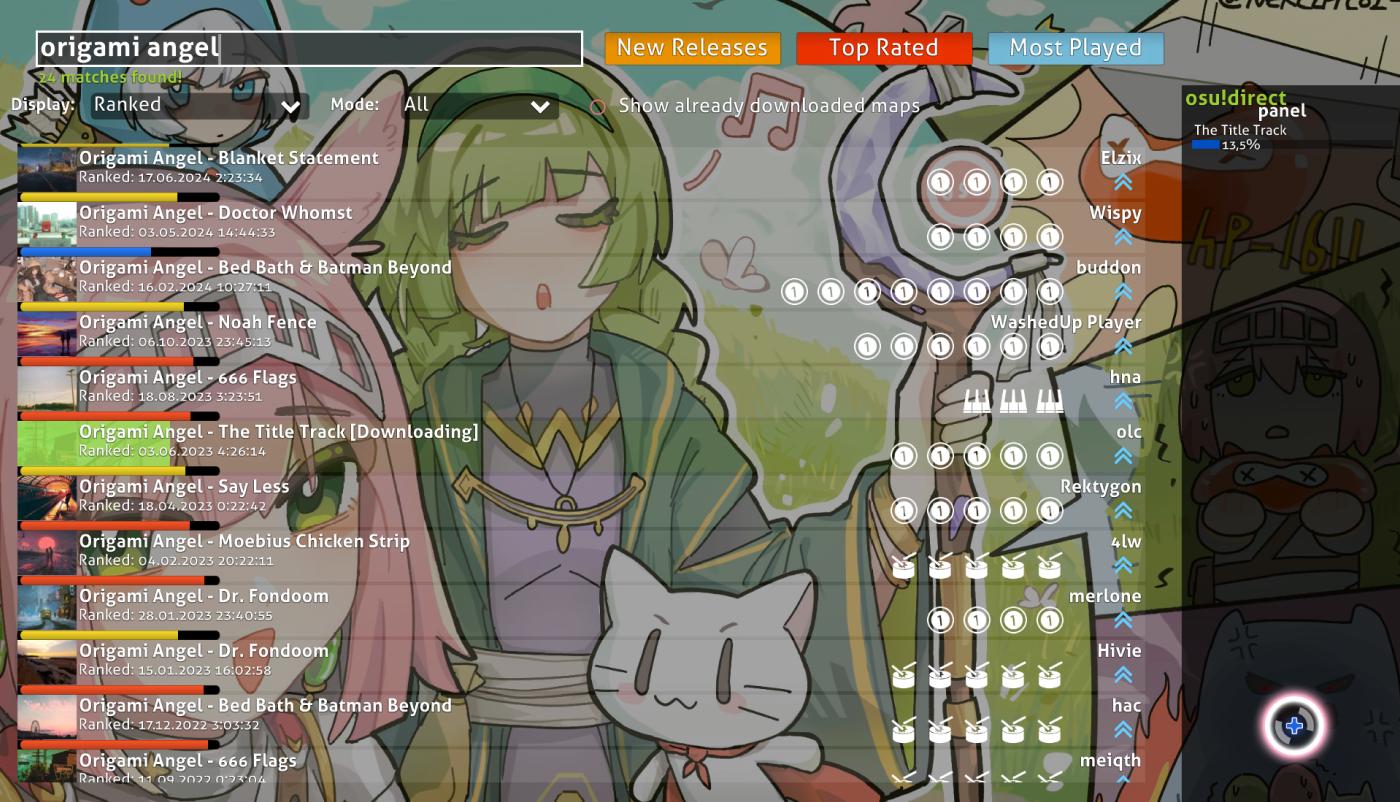 origami angel
New Releases
Top Rated
Most Played
24 matches found!
Display: Ranked
Mode: All
Show already downloaded maps
osu!direct
panel
The Title Track
13,5%
Origami Angel - Blanket Statement
Elzix
Ranked: 17.06.2024 2:23:34
Origami Angel - Doctor Whomst
Wispy
Ranked: 03.05.2024 14:44:33
Origami Angel - Bed Bath & Batman Beyond
buddon
Ranked: 16.02.2024 10:27:11
Origami Angel - Noah Fence
WashedUp Player
Ranked: 06.10.2023 23:45:13
Origami Angel - 666 Flags
hna
Ranked: 18.08.2023 3:23:51
Origami Angel - The Title Track [Downloading]
olc
Ranked: 03.06.2023 4:26:14
Origami Angel - Say Less
Rektygon
Ranked: 18.04.2023 0:22:42
Origami Angel - Moebius Chicken Strip
4lw
Ranked: 04.02.2023 20:22:11
Origami Angel - Dr. Fondoom
merlone
Ranked: 28.01.2023 23:40:55
Origami Angel - Dr. Fondoom
Hivie
Ranked: 15.01.2023 16:02:58
Origami Angel - Bed Bath & Batman Beyond
hac
Ranked: 17.12.2022 3:03:32
Origami Angel - 666 Flags
meiqth
Ranked: 11.09.2022 0:23:04
HP-1611